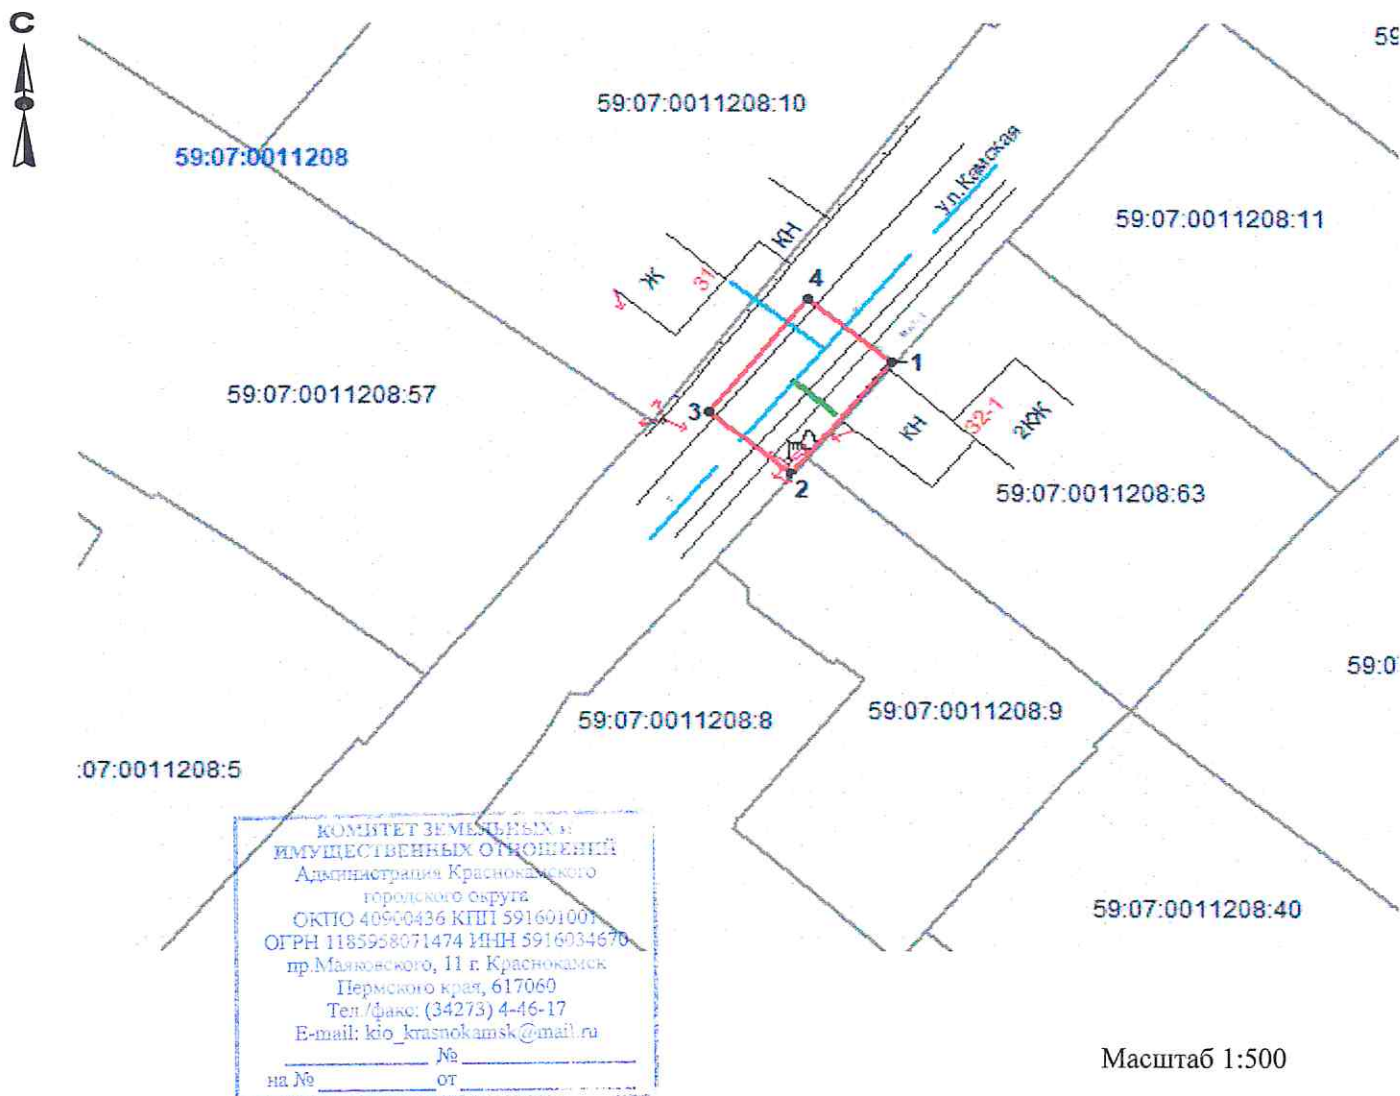 С
59
59:07:0011208:10
59:07:0011208
Ул.Камская
59:07:0011208:11
КН
Ж
31
4
1
59:07:0011208:57
3
КН
32-1
2КЖ
2
59:07:0011208:63
59:0
59:07:0011208:8
59:07:0011208:9
:07:0011208:5
59:07:0011208:40
КОМИТЕТ ЗЕМЕЛЬНЫХ И
ИМУЩЕСТВЕННЫХ ОТНОШЕНИЙ
Администрация Краснокамского
городского округа
ОКПО 40900436 КПП 591601001
ОГРН 1185958071474 ИНН 5916034670
пр.Маяковского, 11 г. Краснокамск
Пермского края, 617060
Тел./факс: (34273) 4-46-17
E-mail: kio_krasnokamsk@mail.ru
№
на № от
Масштаб 1:500